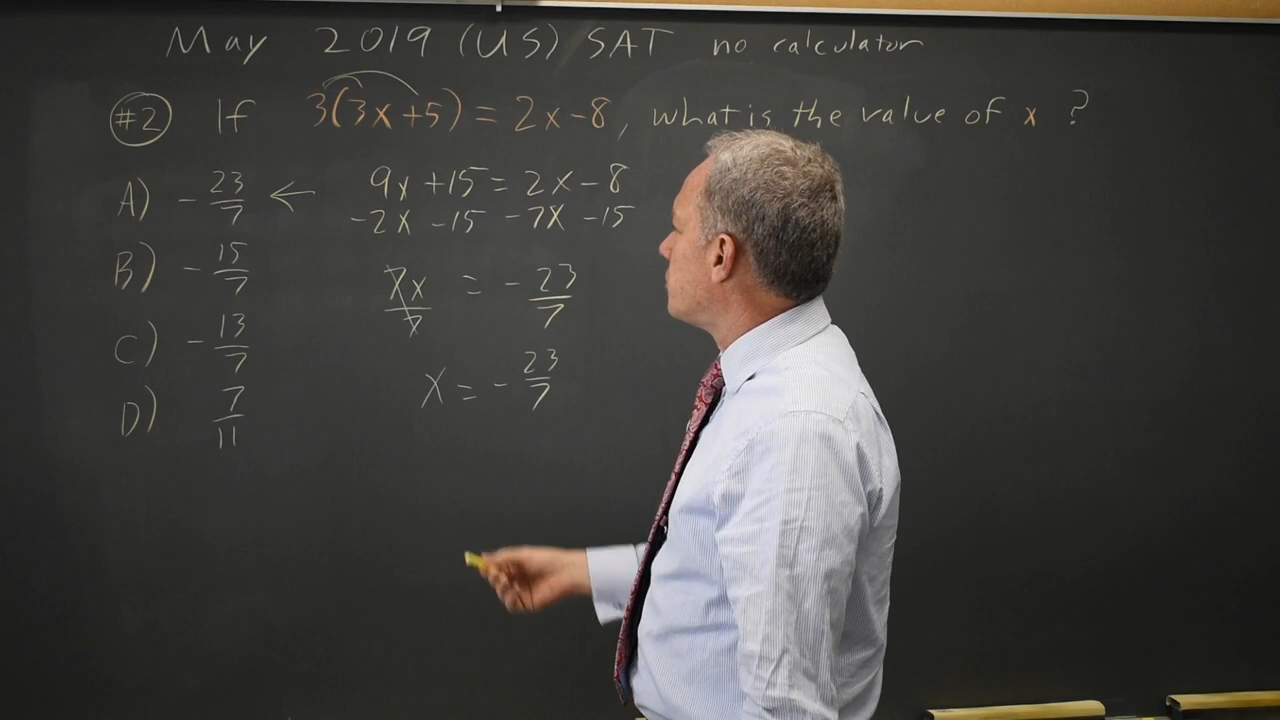 May 2019 (US) SAT no calculator
#2 If 3(3x+5) = 2x-8, what is the value of x ?
A) - 23/7 ←
B) - 15/7
C) - 13/7
D) 7/11
9x +15 = 2x - 8
-2x -15 -7x -15
7x/7 = - 23/7
x = - 23/7